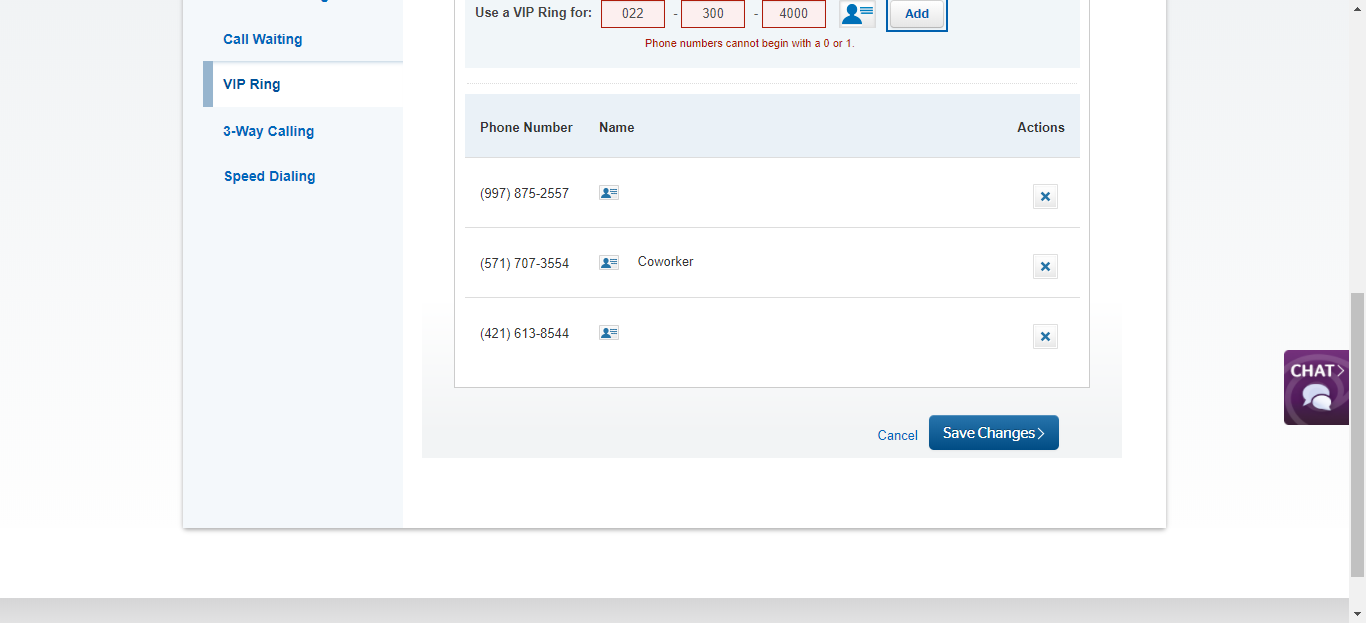 Use a VIP Ring for: 022 - 300 - 4000 Add
Phone numbers cannot begin with a 0 or 1.
Call Waiting
VIP Ring
3-Way Calling
Speed Dialing
Phone Number Name Actions
(997) 875-2557
(571) 707-3554 Coworker
(421) 613-8544
Cancel Save Changes
CHAT